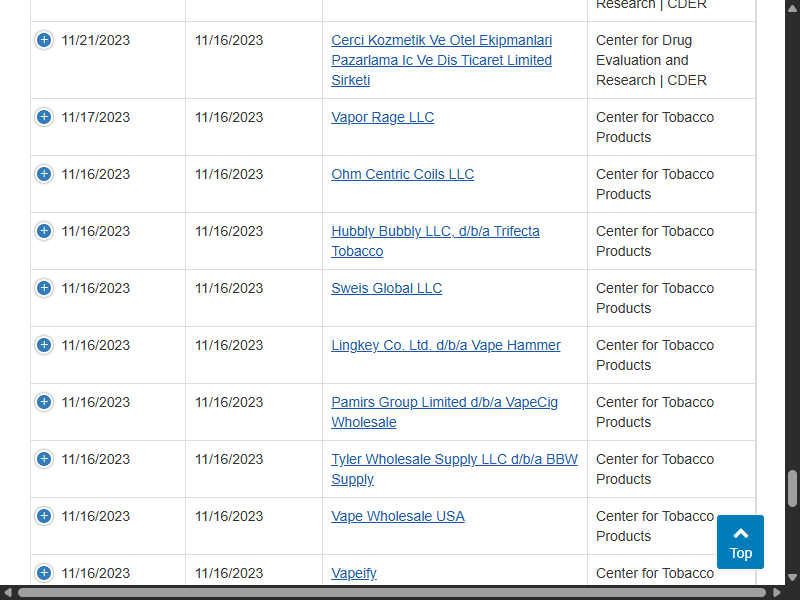 Research | CDER
11/21/2023 11/16/2023 Cerci Kozmetik Ve Otel Ekipmanlari Center for Drug
Pazarlama Ic Ve Dis Ticaret Limited Evaluation and
Sirketi Research | CDER
11/17/2023 11/16/2023 Vapor Rage LLC Center for Tobacco
Products
11/16/2023 11/16/2023 Ohm Centric Coils LLC Center for Tobacco
Products
11/16/2023 11/16/2023 Hubbly Bubbly LLC, d/b/a Trifecta Center for Tobacco
Tobacco Products
11/16/2023 11/16/2023 Sweis Global LLC Center for Tobacco
Products
11/16/2023 11/16/2023 Lingkey Co. Ltd. d/b/a Vape Hammer Center for Tobacco
Products
11/16/2023 11/16/2023 Pamirs Group Limited d/b/a VapeCig Center for Tobacco
Wholesale Products
11/16/2023 11/16/2023 Tyler Wholesale Supply LLC d/b/a BBW Center for Tobacco
Supply Products
11/16/2023 11/16/2023 Vape Wholesale USA Center for Tobacco
Products
Top
11/16/2023 11/16/2023 Vapeify Center for Tobacco